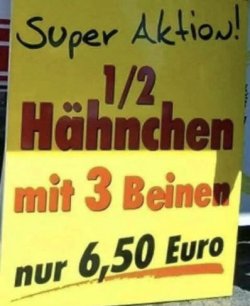 Super Aktion!
1/2
Hähnchen
mit 3 Beinen
nur 6,50 Euro